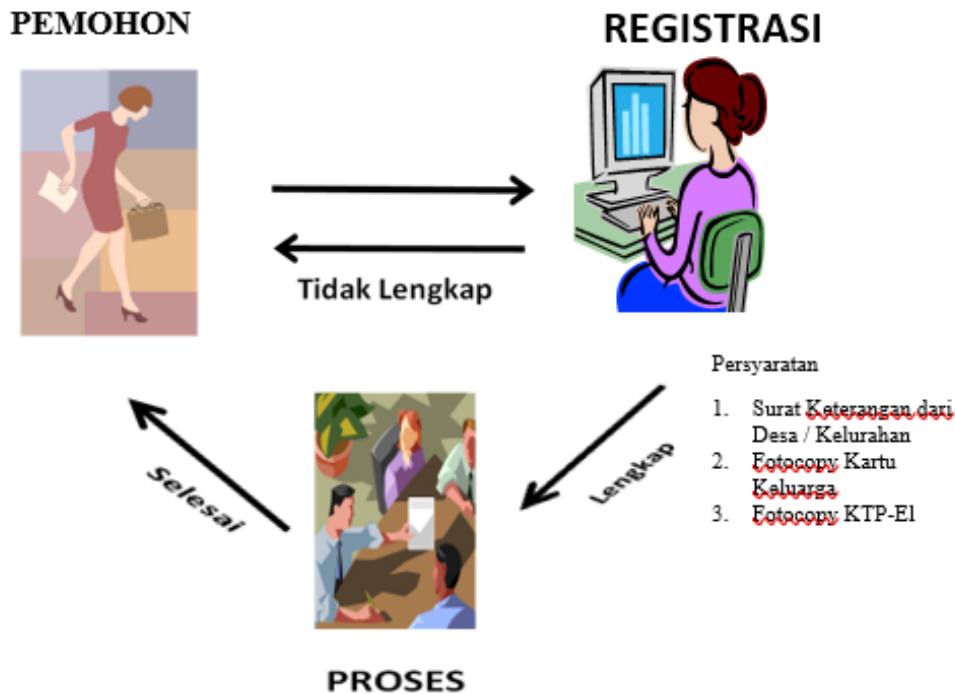 PEMOHON
REGISTRASI
Tidak Lengkap
Persyaratan
1. Surat Keterangan dari
Desa / Kelurahan
2. Fotocopy Kartu
Keluarga
3. Fotocopy KTP-El
Lengkap
Selesai
PROSES